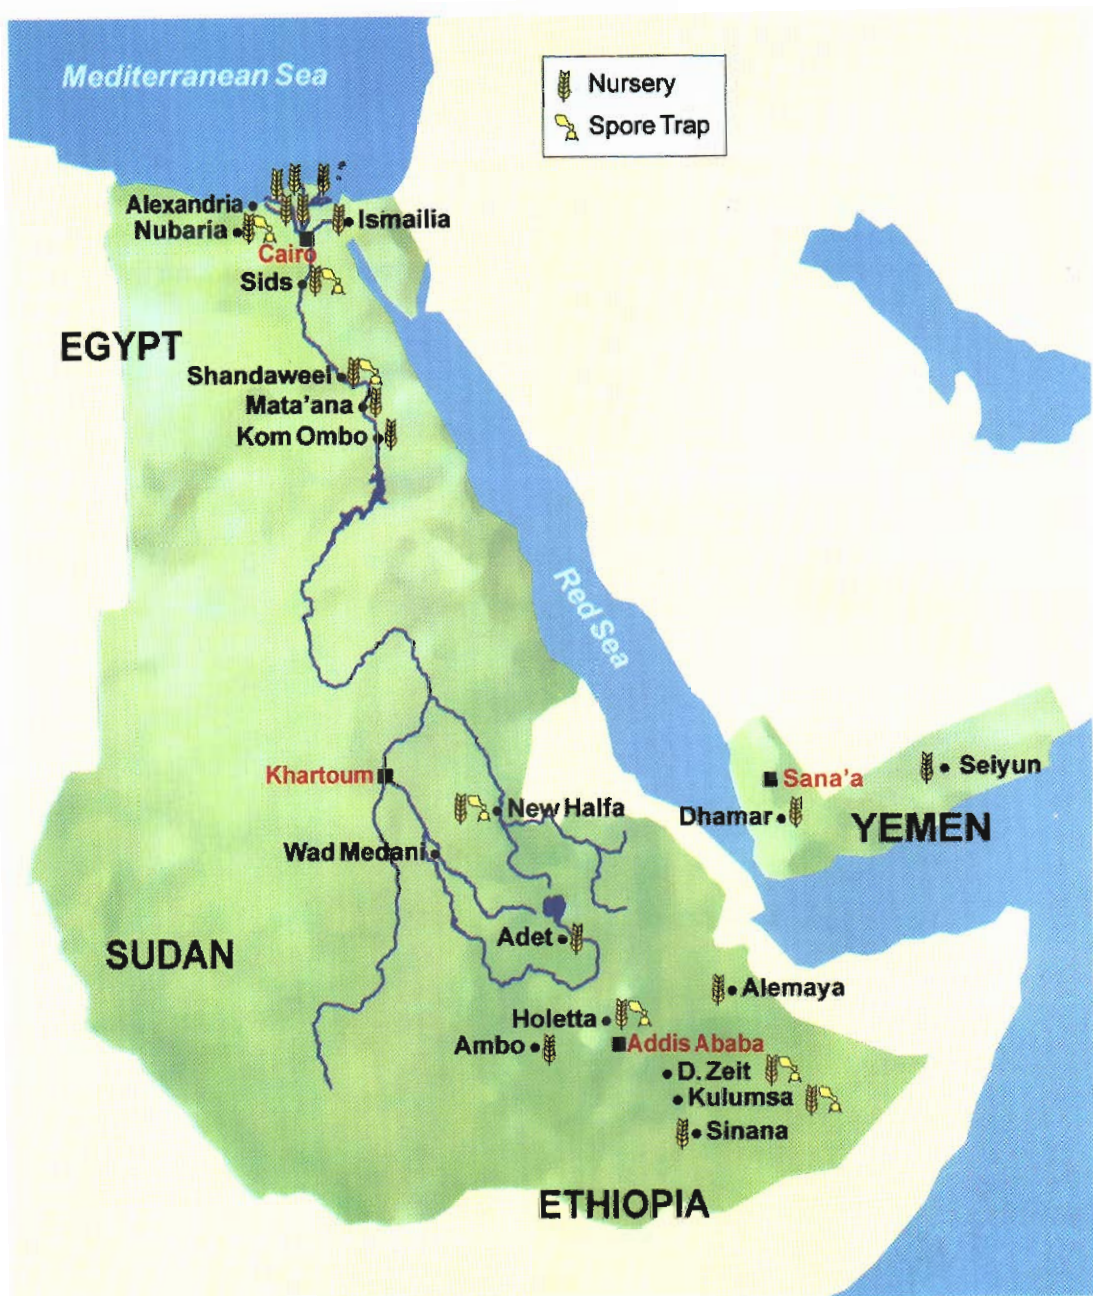 Mediterranean Sea
Nursery
Spore Trap
Alexandria
Nubaria
Ismailia
Cairo
Sids
EGYPT
Shandaweel
Mata'ana
Kom Ombo
Red Sea
Khartoum
Sana'a
Seiyun
New Halfa
Dhamar
YEMEN
Wad Medani
Adet
SUDAN
Alemaya
Holetta
Ambo
Addis Ababa
D. Zeit
Kulumsa
Sinana
ETHIOPIA